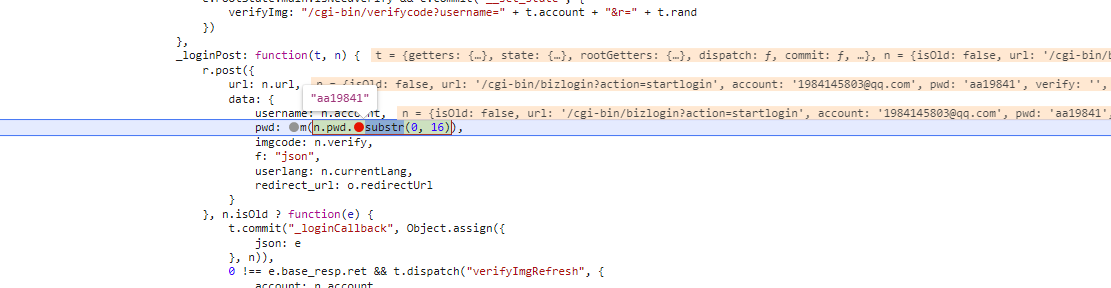 verifyImg: "/cgi-bin/verifycode?username=" + t.account + "&r=" + t.rand
})
},
_loginPost: function(t, n) { t = {getters: {…}, state: {…}, rootGetters: {…}, dispatch: ƒ, commit: ƒ, …}, n = {isOld: false, url: '/cgi-bin/b
r.post({
url: n.url, n = {isOld: false, url: '/cgi-bin/bizlogin?action=startlogin', account: '1984145803@qq.com', pwd: 'aa19841', verify: '',
data: {
"aa19841"
username: n.account, n = {isOld: false, url: '/cgi-bin/bizlogin?action=startlogin', account: '1984145803@qq.com', pwd: 'aa19841',
pwd: m(n.pwd.substr(0, 16)),
imgcode: n.verify,
f: "json",
userlang: n.currentLang,
redirect_url: o.redirectUrl
}
}, n.isOld ? function(e) {
t.commit("_loginCallback", Object.assign({
json: e
}, n)),
0 !== e.base_resp.ret && t.dispatch("verifyImgRefresh", {
account: n.account